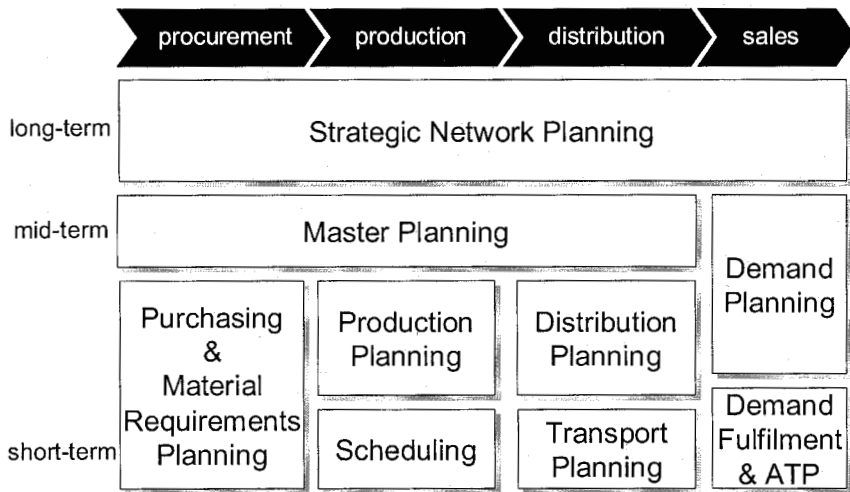 procurement production distribution sales
long-term
Strategic Network Planning
mid-term
Master Planning
Demand
Planning
Purchasing
&
Material
Requirements
Planning
Production
Planning
Distribution
Planning
short-term
Scheduling
Transport
Planning
Demand
Fulfilment
& ATP